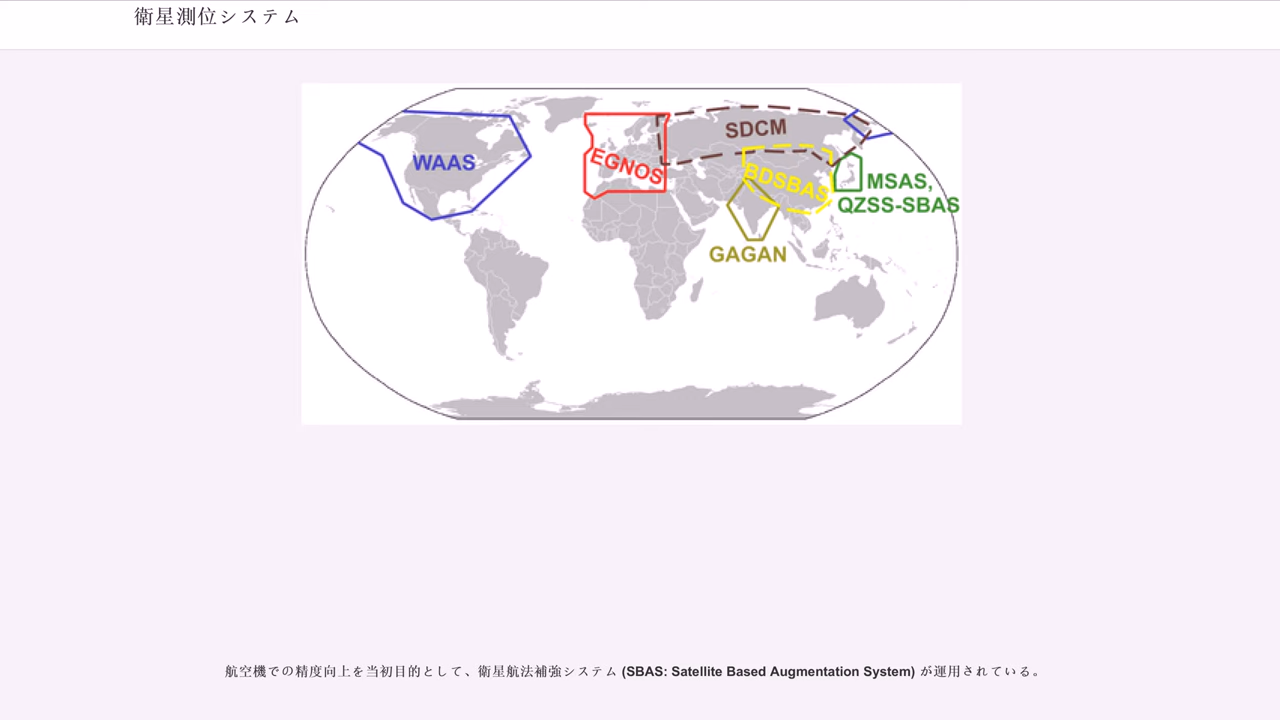 衛星測位システム
SDCM
WAAS
EGNOS
BDSBAS
MSAS,
QZSS-SBAS
GAGAN
航空機での精度向上を当初目的として、衛星航法補強システム (SBAS: Satellite Based Augmentation System) が運用されている。